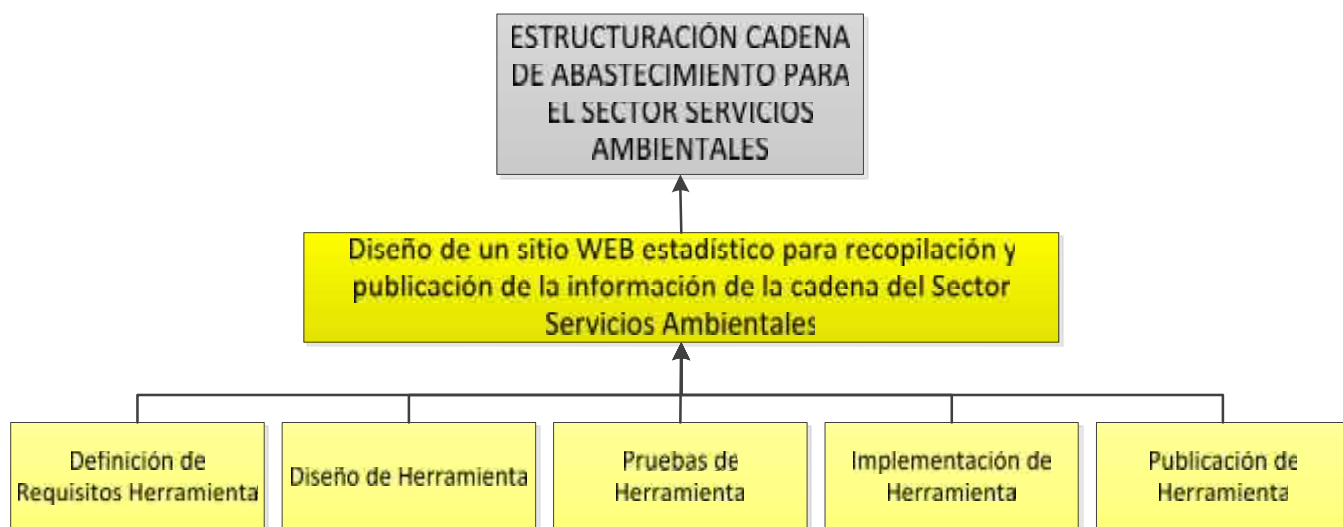 ESTRUCTURACIÓN CADENA
DE ABASTECIMIENTO PARA
EL SECTOR SERVICIOS
AMBIENTALES
Diseño de un sitio WEB estadístico para recopilación y
publicación de la información de la cadena del Sector
Servicios Ambientales
Definición de
Requisitos Herramienta
Diseño de Herramienta
Pruebas de
Herramienta
Implementación de
Herramienta
Publicación de
Herramienta